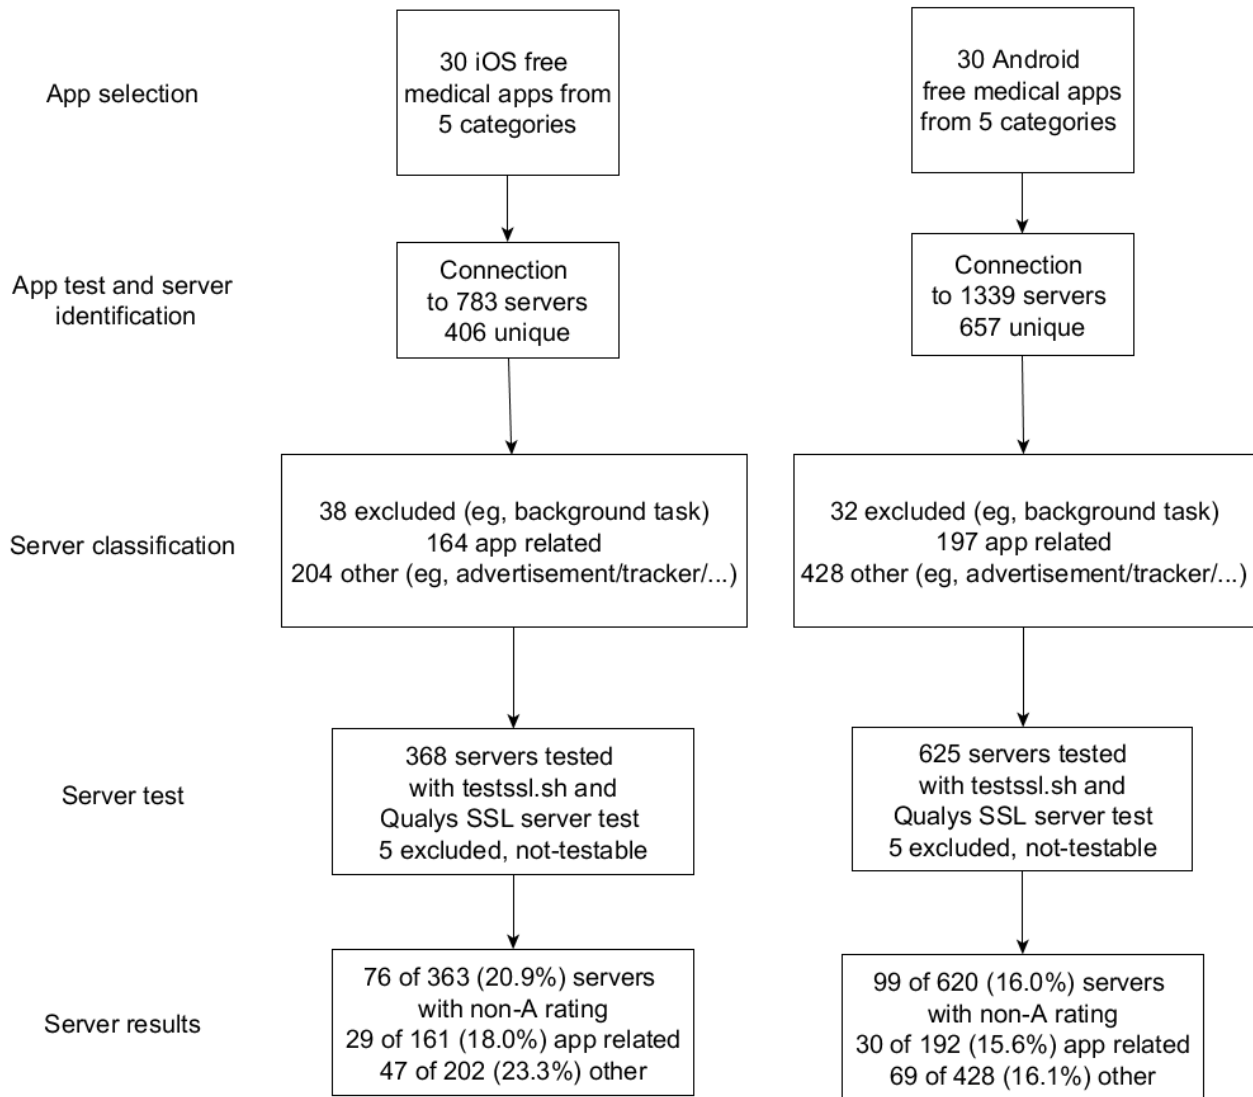 App selection
30 iOS free
medical apps from
5 categories
30 Android
free medical apps
from 5 categories
App test and server
identification
Connection
to 783 servers
406 unique
Connection
to 1339 servers
657 unique
Server classification
38 excluded (eg, background task)
164 app related
204 other (eg, advertisement/tracker/...)
32 excluded (eg, background task)
197 app related
428 other (eg, advertisement/tracker/...)
Server test
368 servers tested
with testssl.sh and
Qualys SSL server test
5 excluded, not-testable
625 servers tested
with testssl.sh and
Qualys SSL server test
5 excluded, not-testable
Server results
76 of 363 (20.9%) servers
with non-A rating
29 of 161 (18.0%) app related
47 of 202 (23.3%) other
99 of 620 (16.0%) servers
with non-A rating
30 of 192 (15.6%) app related
69 of 428 (16.1%) other